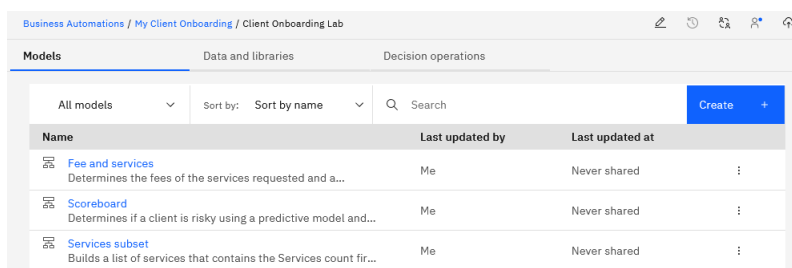 Business Automations / My Client Onboarding / Client Onboarding Lab
Models Data and libraries Decision operations
All models Sort by: Sort by name Search Create +
Name Last updated by Last updated at
Fee and services
Determines the fees of the services requested and a...
Me Never shared
Scoreboard
Determines if a client is risky using a predictive model and...
Me Never shared
Services subset
Builds a list of services that contains the Services count fir...
Me Never shared